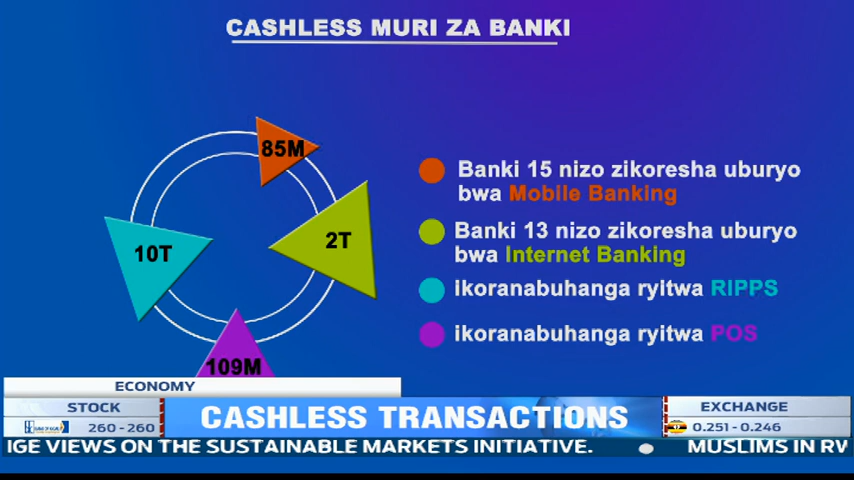 CASHLESS MURI ZA BANKI
85M
10T
2T
109M
Banki 15 nizo zikoresha uburyo
bwa Mobile Banking
Banki 13 nizo zikoresha uburyo
bwa Internet Banking
ikoranabuhanga ryitwa RIPPS
ikoranabuhanga ryitwa POS
ECONOMY
STOCK
260 - 260
CASHLESS TRANSACTIONS
EXCHANGE
0.251 - 0.246
IGE VIEWS ON THE SUSTAINABLE MARKETS INITIATIVE.
MUSLIMS IN RW